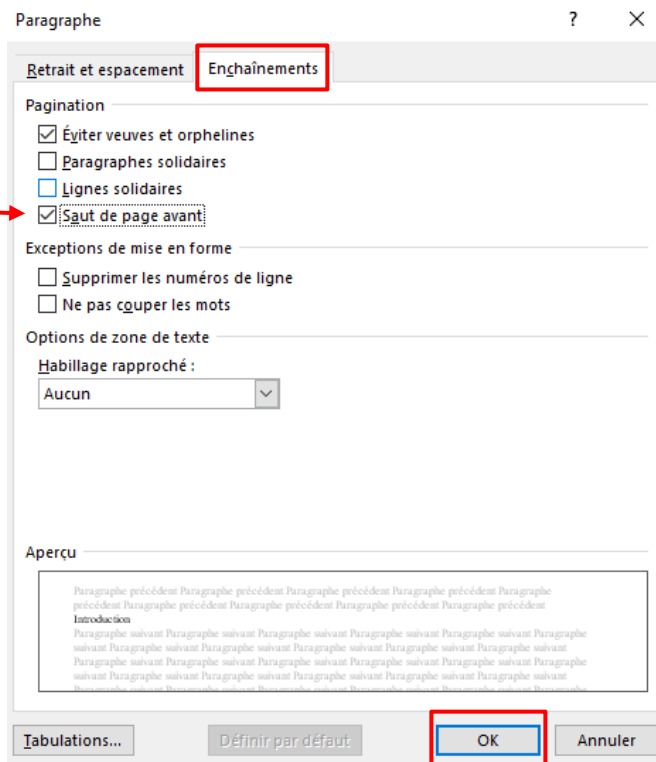 Paragraphe ?
Retrait et espacement Enchaînements
Pagination
Éviter veuves et orphelines
Paragraphes solidaires
Lignes solidaires
Saut de page avant
Exceptions de mise en forme
Supprimer les numéros de ligne
Ne pas couper les mots
Options de zone de texte
Habillage rapproché :
Aucun
Aperçu
Paragraphe précédent Paragraphe précédent Paragraphe précédent Paragraphe précédent Paragraphe
précédent Paragraphe précédent Paragraphe précédent Paragraphe précédent Paragraphe précédent
Introduction
Paragraphe suivant Paragraphe suivant Paragraphe suivant Paragraphe suivant Paragraphe suivant Paragraphe
suivant Paragraphe suivant Paragraphe suivant Paragraphe suivant Paragraphe suivant Paragraphe suivant
Paragraphe suivant Paragraphe suivant Paragraphe suivant Paragraphe suivant Paragraphe suivant Paragraphe
suivant Paragraphe suivant Paragraphe suivant Paragraphe suivant Paragraphe suivant Paragraphe suivant
Paragraphe suivant Paragraphe suivant Paragraphe suivant Paragraphe suivant Paragraphe suivant Paragraphe
Tabulations... Définir par défaut OK Annuler